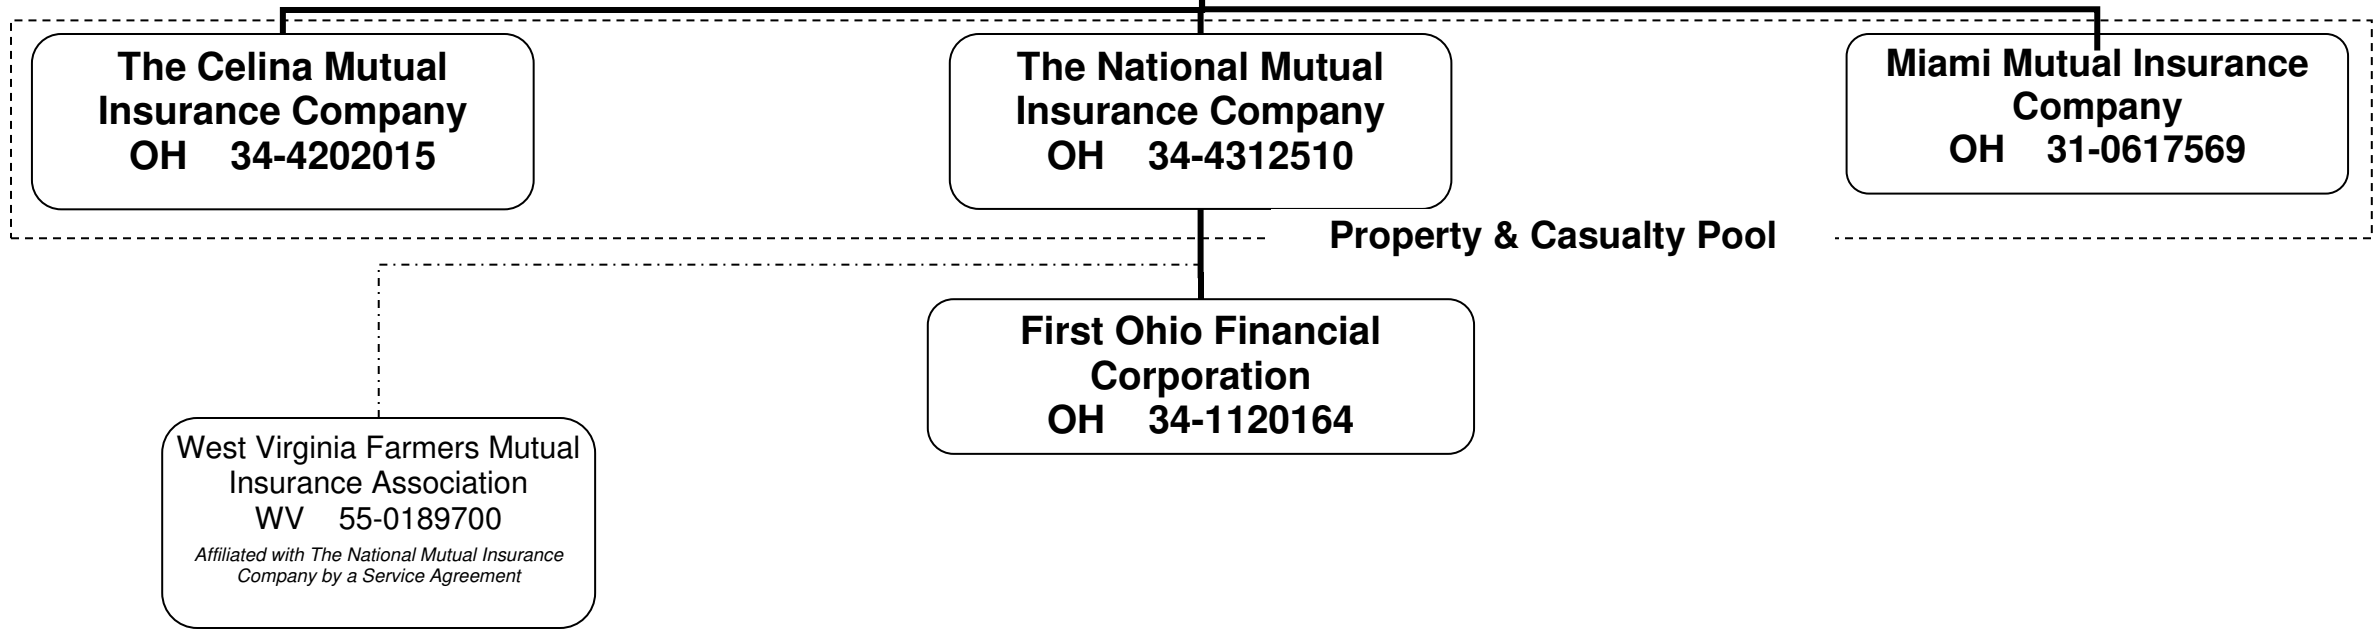 The Celina Mutual
Insurance Company
OH 34-4202015
The National Mutual
Insurance Company
OH 34-4312510
Miami Mutual Insurance
Company
OH 31-0617569
Property & Casualty Pool
First Ohio Financial
Corporation
OH 34-1120164
West Virginia Farmers Mutual
Insurance Association
WV 55-0189700
Affiliated with The National Mutual Insurance
Company by a Service Agreement